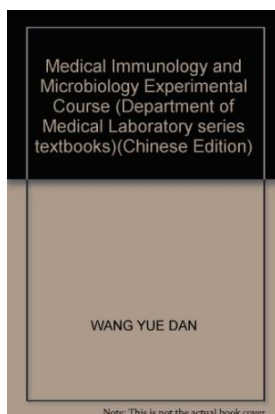 Medical Immunology and
Microbiology Experimental
Course (Department of
Medical Laboratory series
textbooks)(Chinese Edition)
WANG YUE DAN
Note: This is not the actual book cover